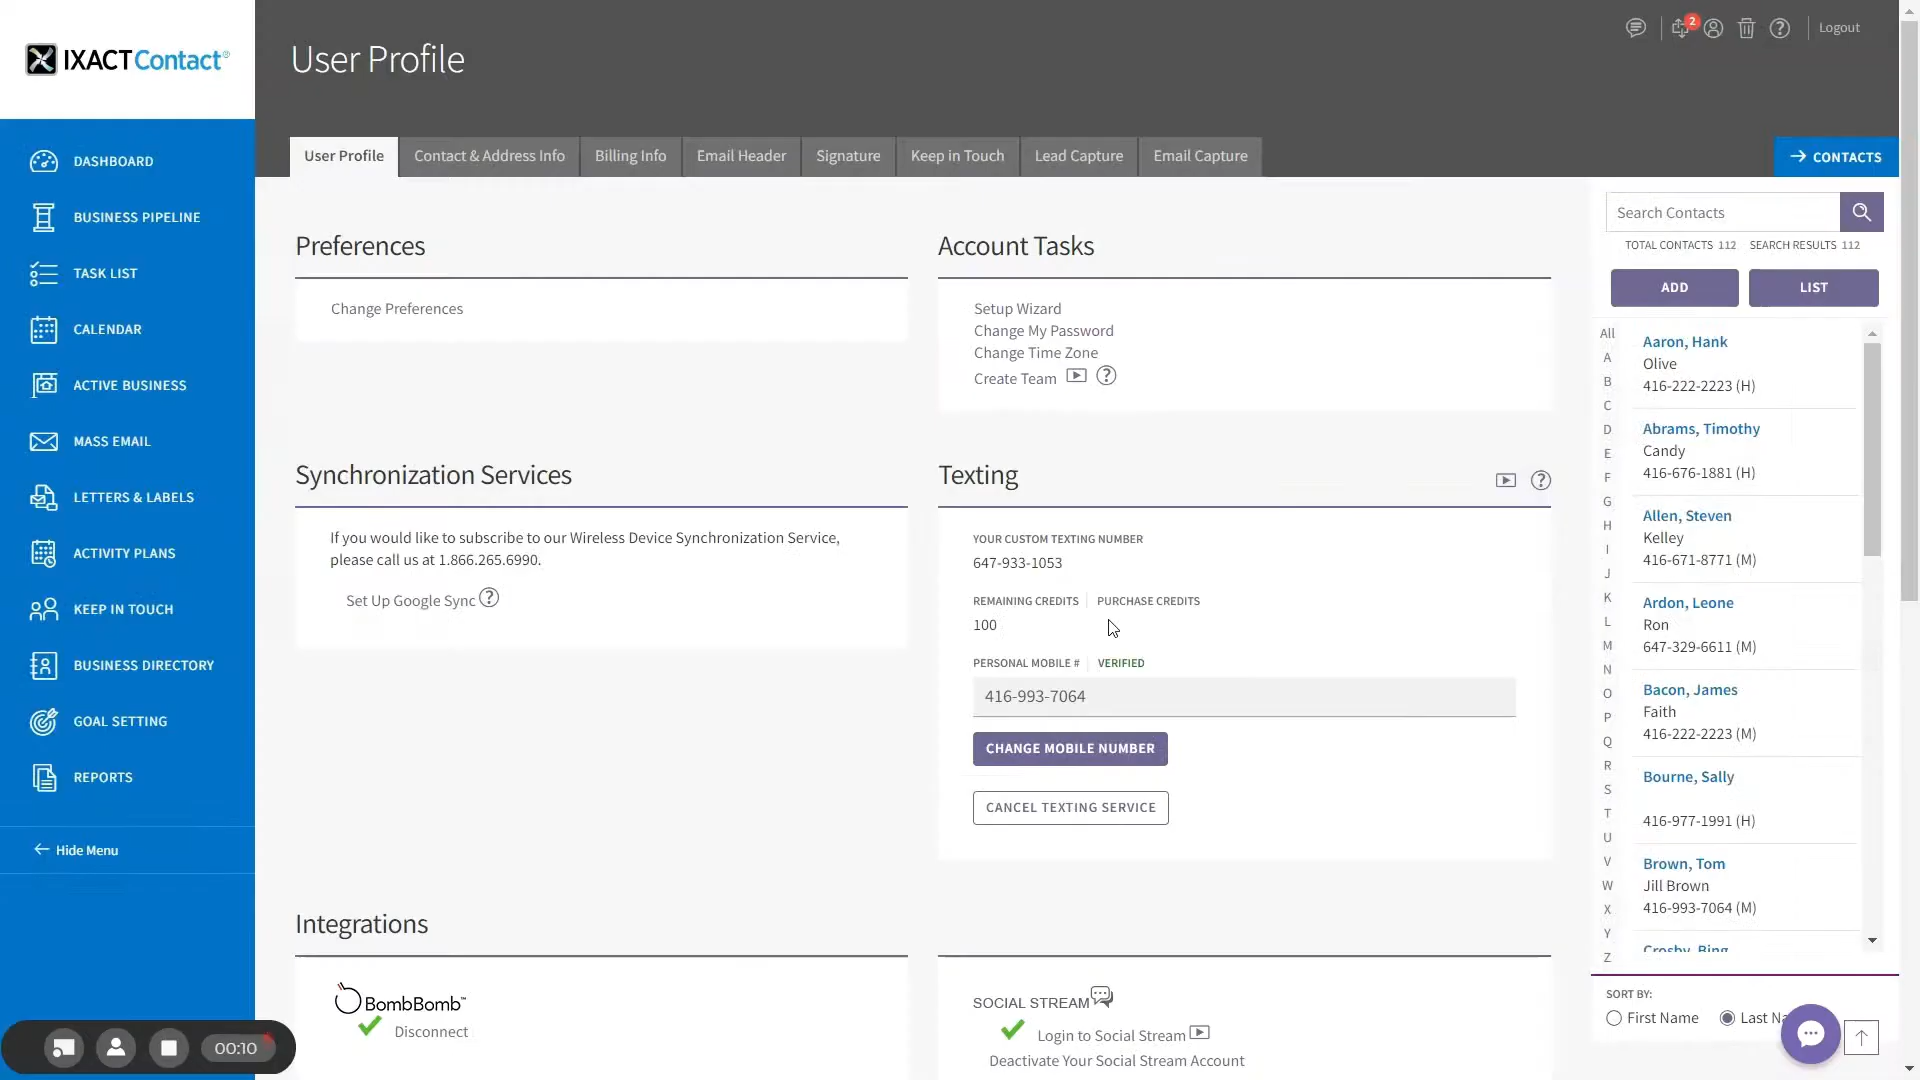 IXACTContact®
User Profile
2
Logout
User Profile
Contact & Address Info
Billing Info
Email Header
Signature
Keep in Touch
Lead Capture
Email Capture
CONTACTS
DASHBOARD
BUSINESS PIPELINE
TASK LIST
CALENDAR
ACTIVE BUSINESS
MASS EMAIL
LETTERS & LABELS
ACTIVITY PLANS
KEEP IN TOUCH
BUSINESS DIRECTORY
GOAL SETTING
REPORTS
Hide Menu
00:10
Preferences
Change Preferences
Account Tasks
Setup Wizard
Change My Password
Change Time Zone
Create Team
Synchronization Services
If you would like to subscribe to our Wireless Device Synchronization Service,
please call us at 1.866.265.6990.
Set Up Google Sync
Texting
YOUR CUSTOM TEXTING NUMBER
647-933-1053
REMAINING CREDITS
PURCHASE CREDITS
100
PERSONAL MOBILE #
VERIFIED
416-993-7064
CHANGE MOBILE NUMBER
CANCEL TEXTING SERVICE
Integrations
BombBomb™
Disconnect
SOCIAL STREAM
Login to Social Stream
Deactivate Your Social Stream Account
Search Contacts
TOTAL CONTACTS 112 SEARCH RESULTS 112
ADD
LIST
All
A
B
C
D
E
F
G
H
I
J
K
L
M
N
O
P
Q
R
S
T
U
V
W
X
Y
Z
Aaron, Hank
Olive
416-222-2223 (H)
Abrams, Timothy
Candy
416-676-1881 (H)
Allen, Steven
Kelley
416-671-8771 (M)
Ardon, Leone
Ron
647-329-6611 (M)
Bacon, James
Faith
416-222-2223 (M)
Bourne, Sally
416-977-1991 (H)
Brown, Tom
Jill Brown
416-993-7064 (M)
Crosby, Bing
SORT BY:
First Name
Last Na